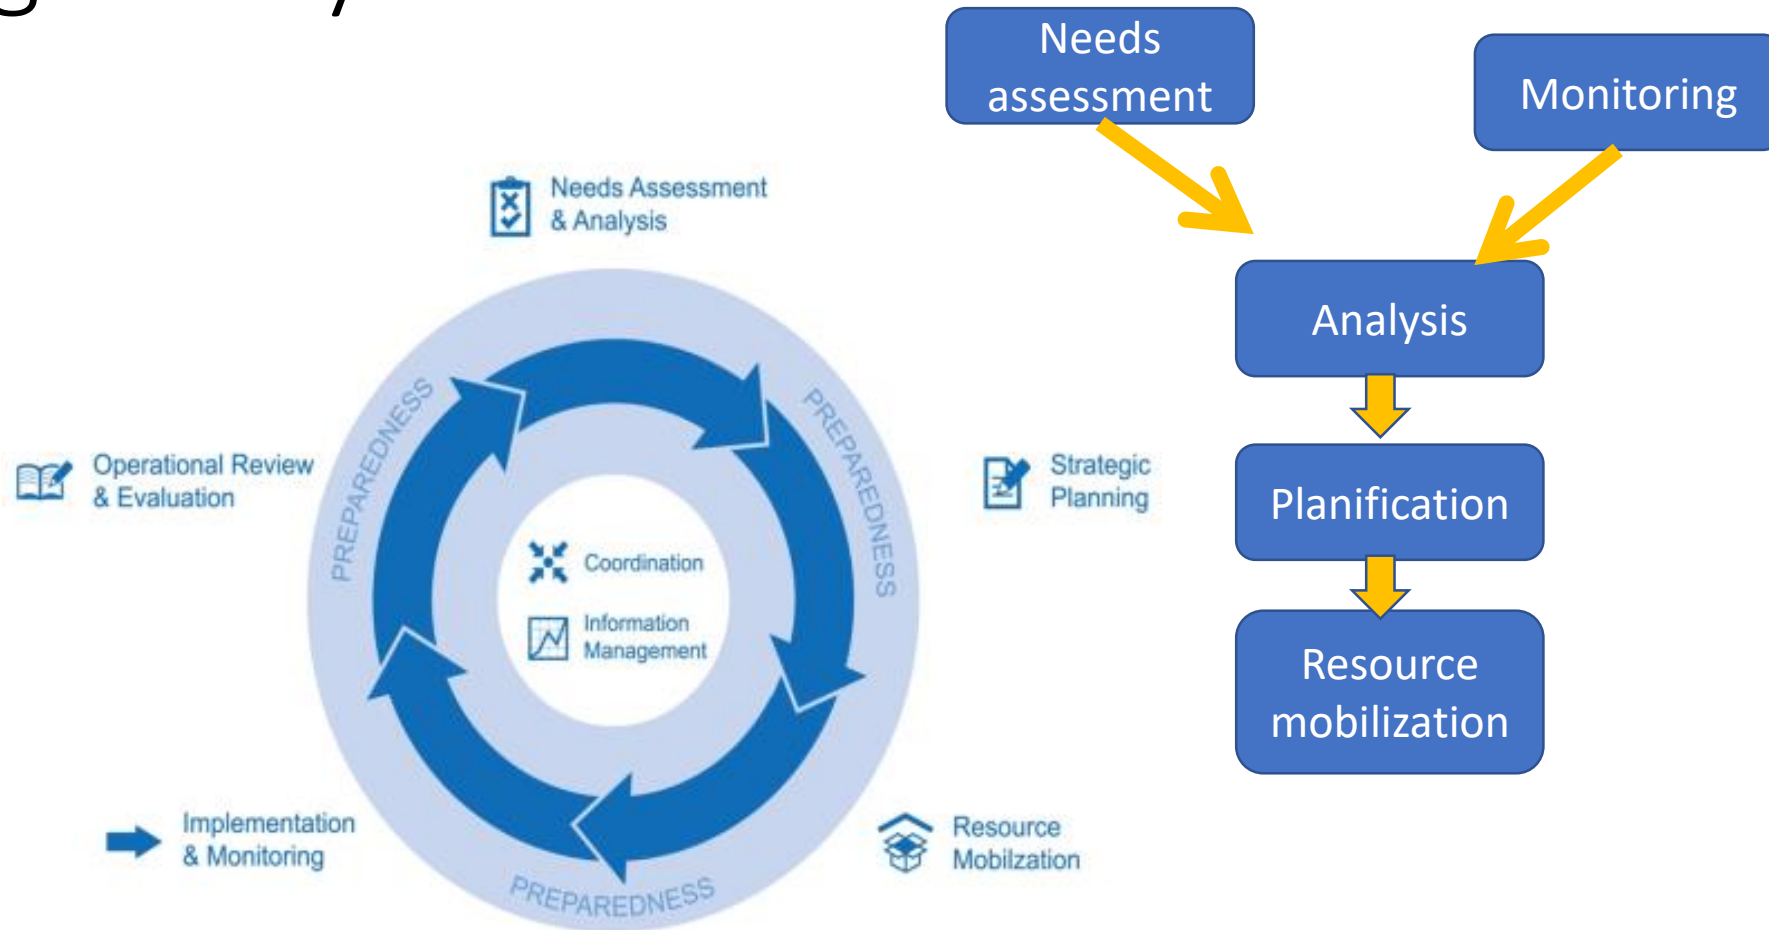 Needs
assessment
Monitoring
Needs Assessment
& Analysis
PREPAREDNESS
PREPAREDNESS
Analysis
Operational Review
& Evaluation
Strategic
Planning
Planification
Coordination
Information
Management
Resource
mobilization
Implementation
& Monitoring
Resource
Mobilzation
PREPAREDNESS